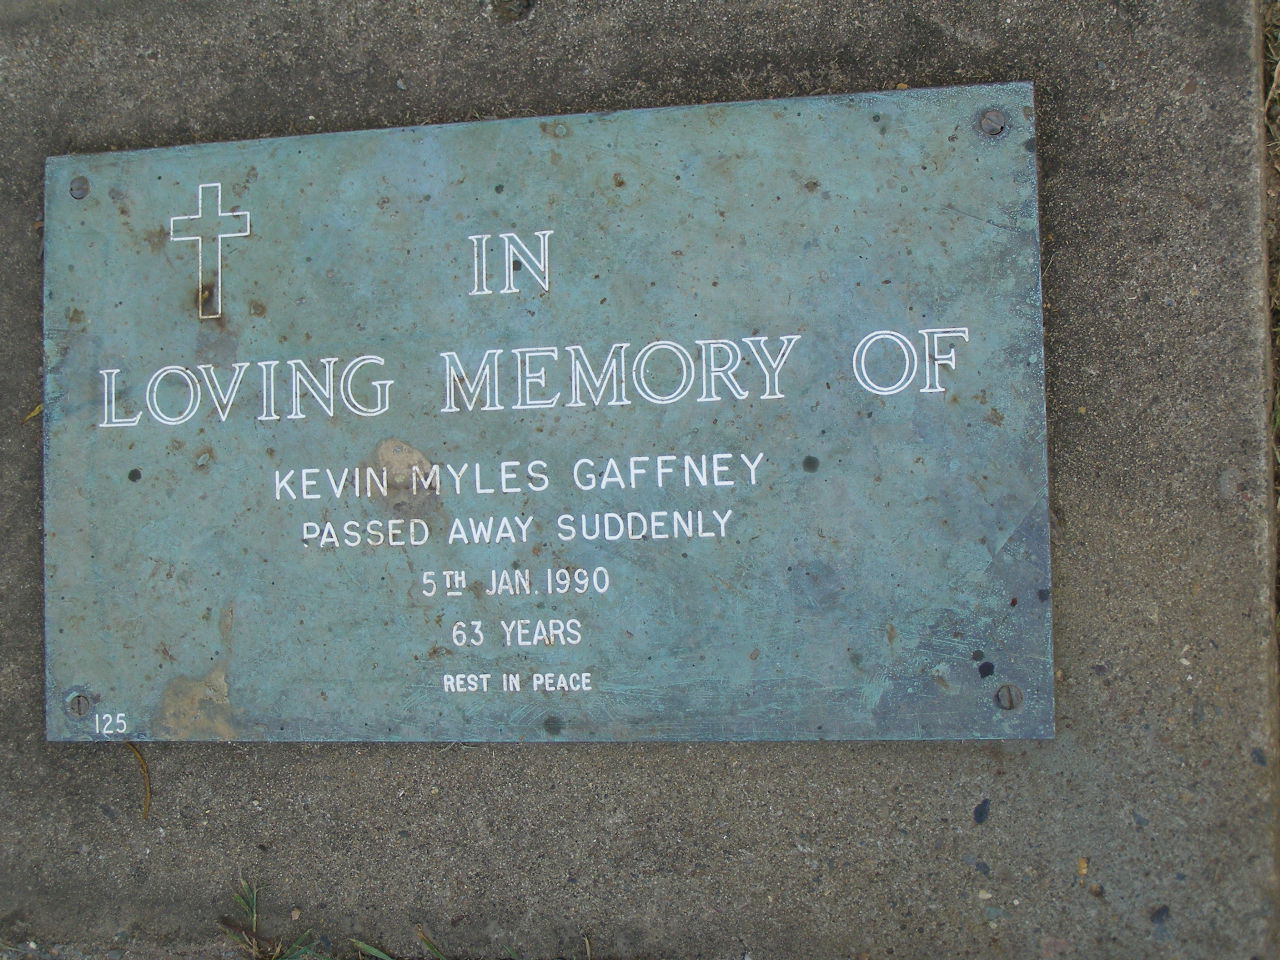 IN
LOVING MEMORY OF
KEVIN MYLES GAFFNEY
PASSED AWAY SUDDENLY
5TH JAN. 1990
63 YEARS
REST IN PEACE
125